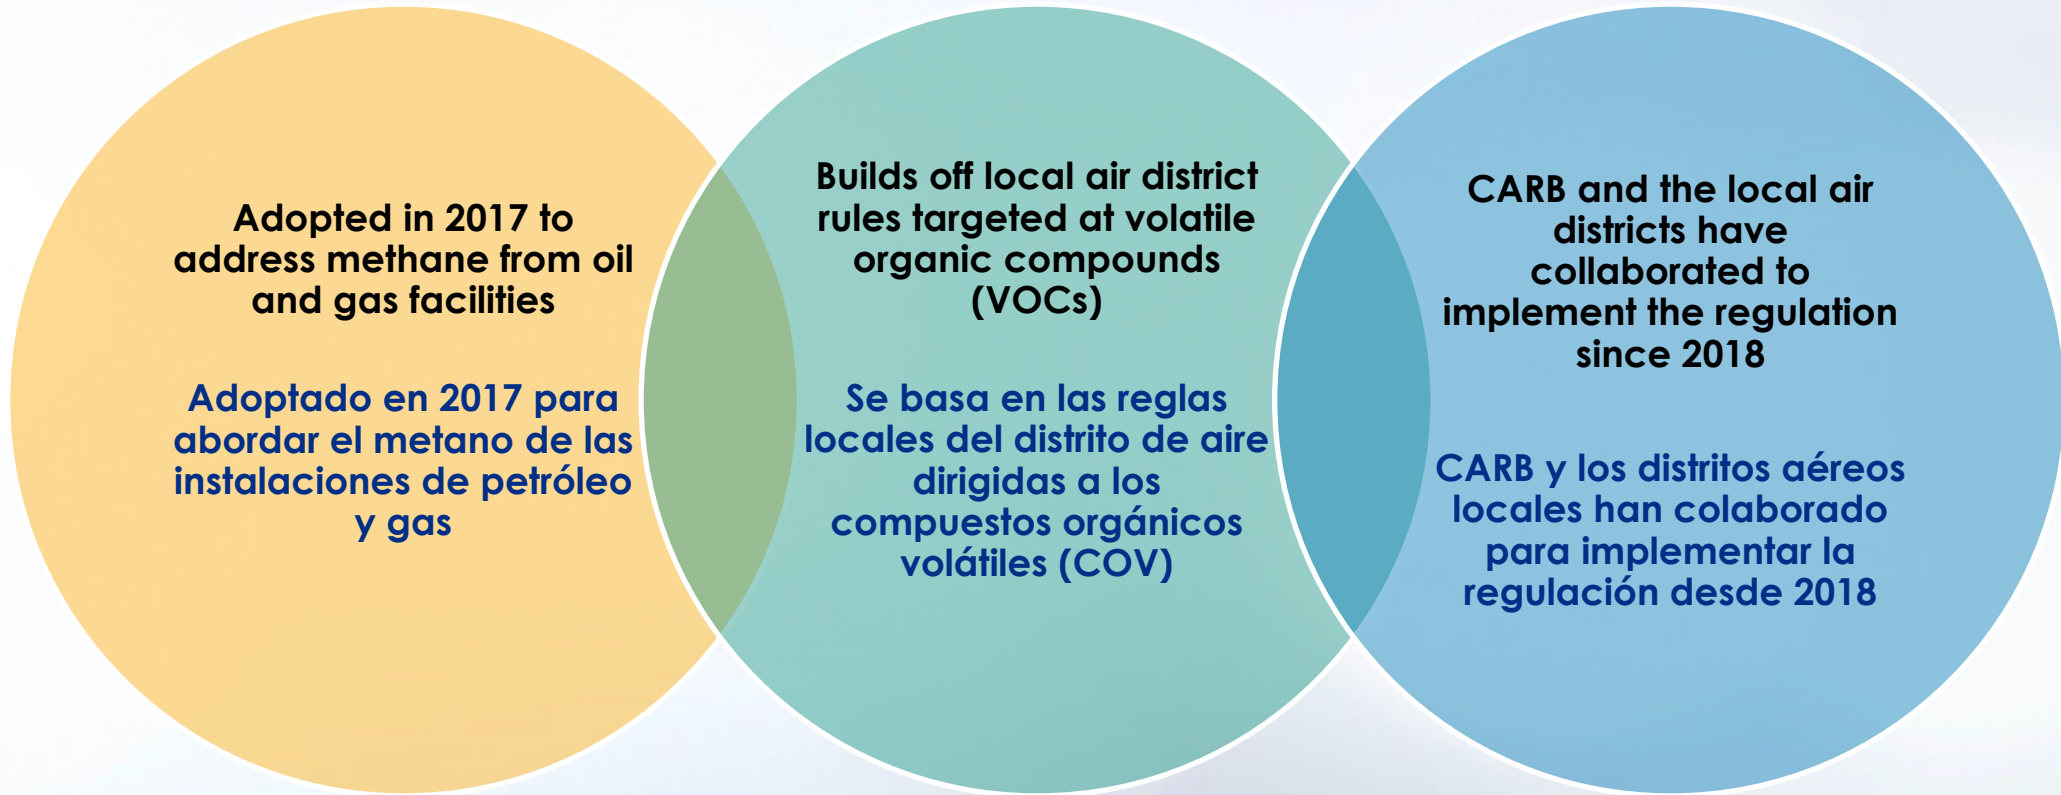 Adopted in 2017 to
address methane from oil
and gas facilities
Adoptado en 2017 para
abordar el metano de las
instalaciones de petróleo
y gas
Builds off local air district
rules targeted at volatile
organic compounds
(VOCs)
Se basa en las reglas
locales del distrito de aire
dirigidas a los
compuestos orgánicos
volátiles (COV)
CARB and the local air
districts have
collaborated to
implement the regulation
since 2018
CARB y los distritos aéreos
locales han colaborado
para implementar la
regulación desde 2018